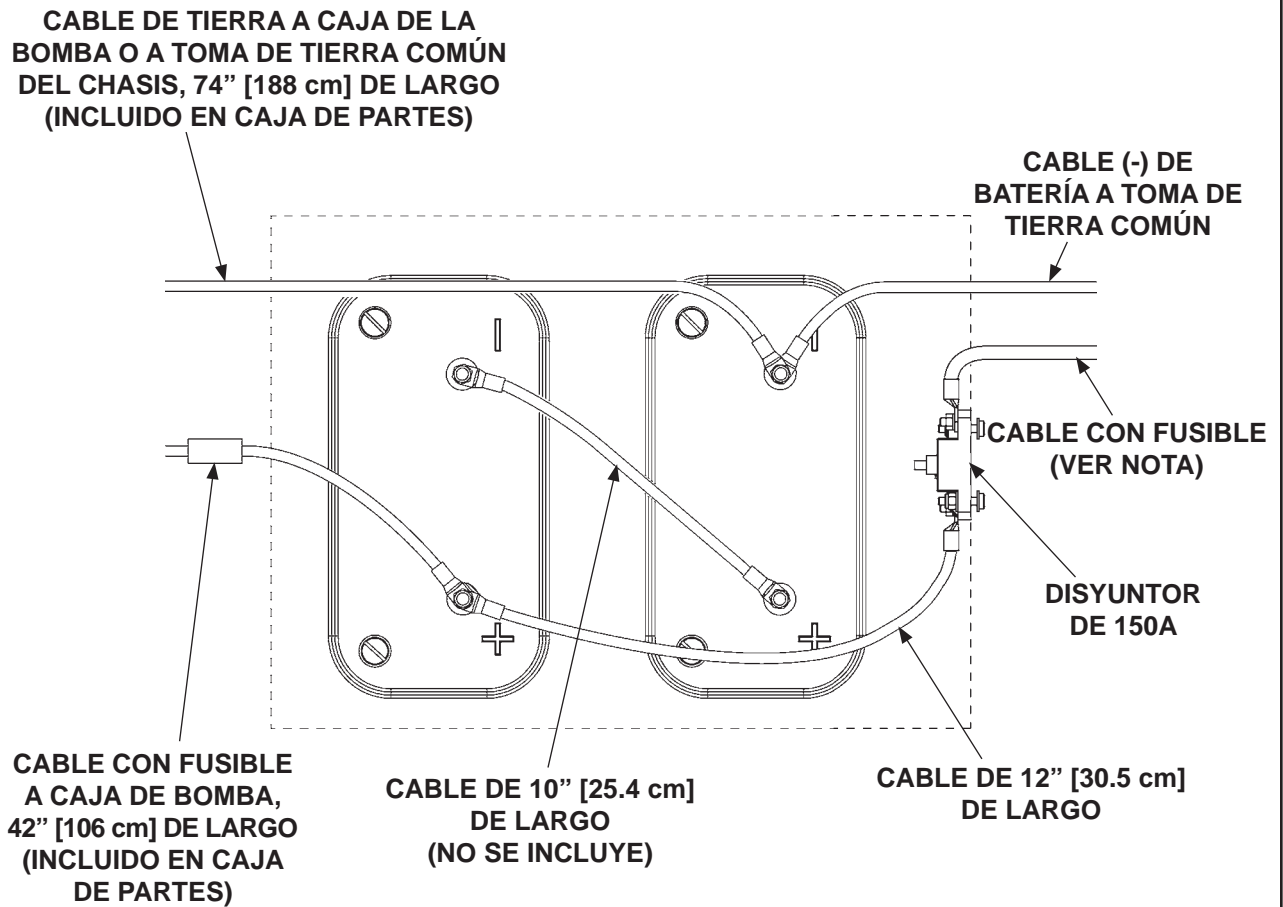 CABLE DE TIERRA A CAJA DE LA
BOMBA O A TOMA DE TIERRA COMÚN
DEL CHASIS, 74” [188 cm] DE LARGO
(INCLUIDO EN CAJA DE PARTES)
CABLE (-) DE
BATERÍA A TOMA DE
TIERRA COMÚN
CABLE CON FUSIBLE
(VER NOTA)
DISYUNTOR
DE 150A
CABLE CON FUSIBLE
A CAJA DE BOMBA,
42” [106 cm] DE LARGO
(INCLUIDO EN CAJA
DE PARTES)
CABLE DE 10” [25.4 cm]
DE LARGO
(NO SE INCLUYE)
CABLE DE 12” [30.5 cm]
DE LARGO